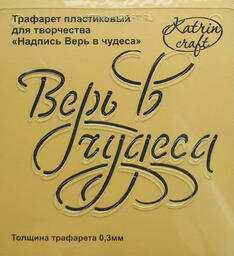 Трафарет пластиковый
для творчества
«Надпись Верь в чудеса»
Katrin
craft
Верь в
чудеса
Толщина трафарета 0,3мм